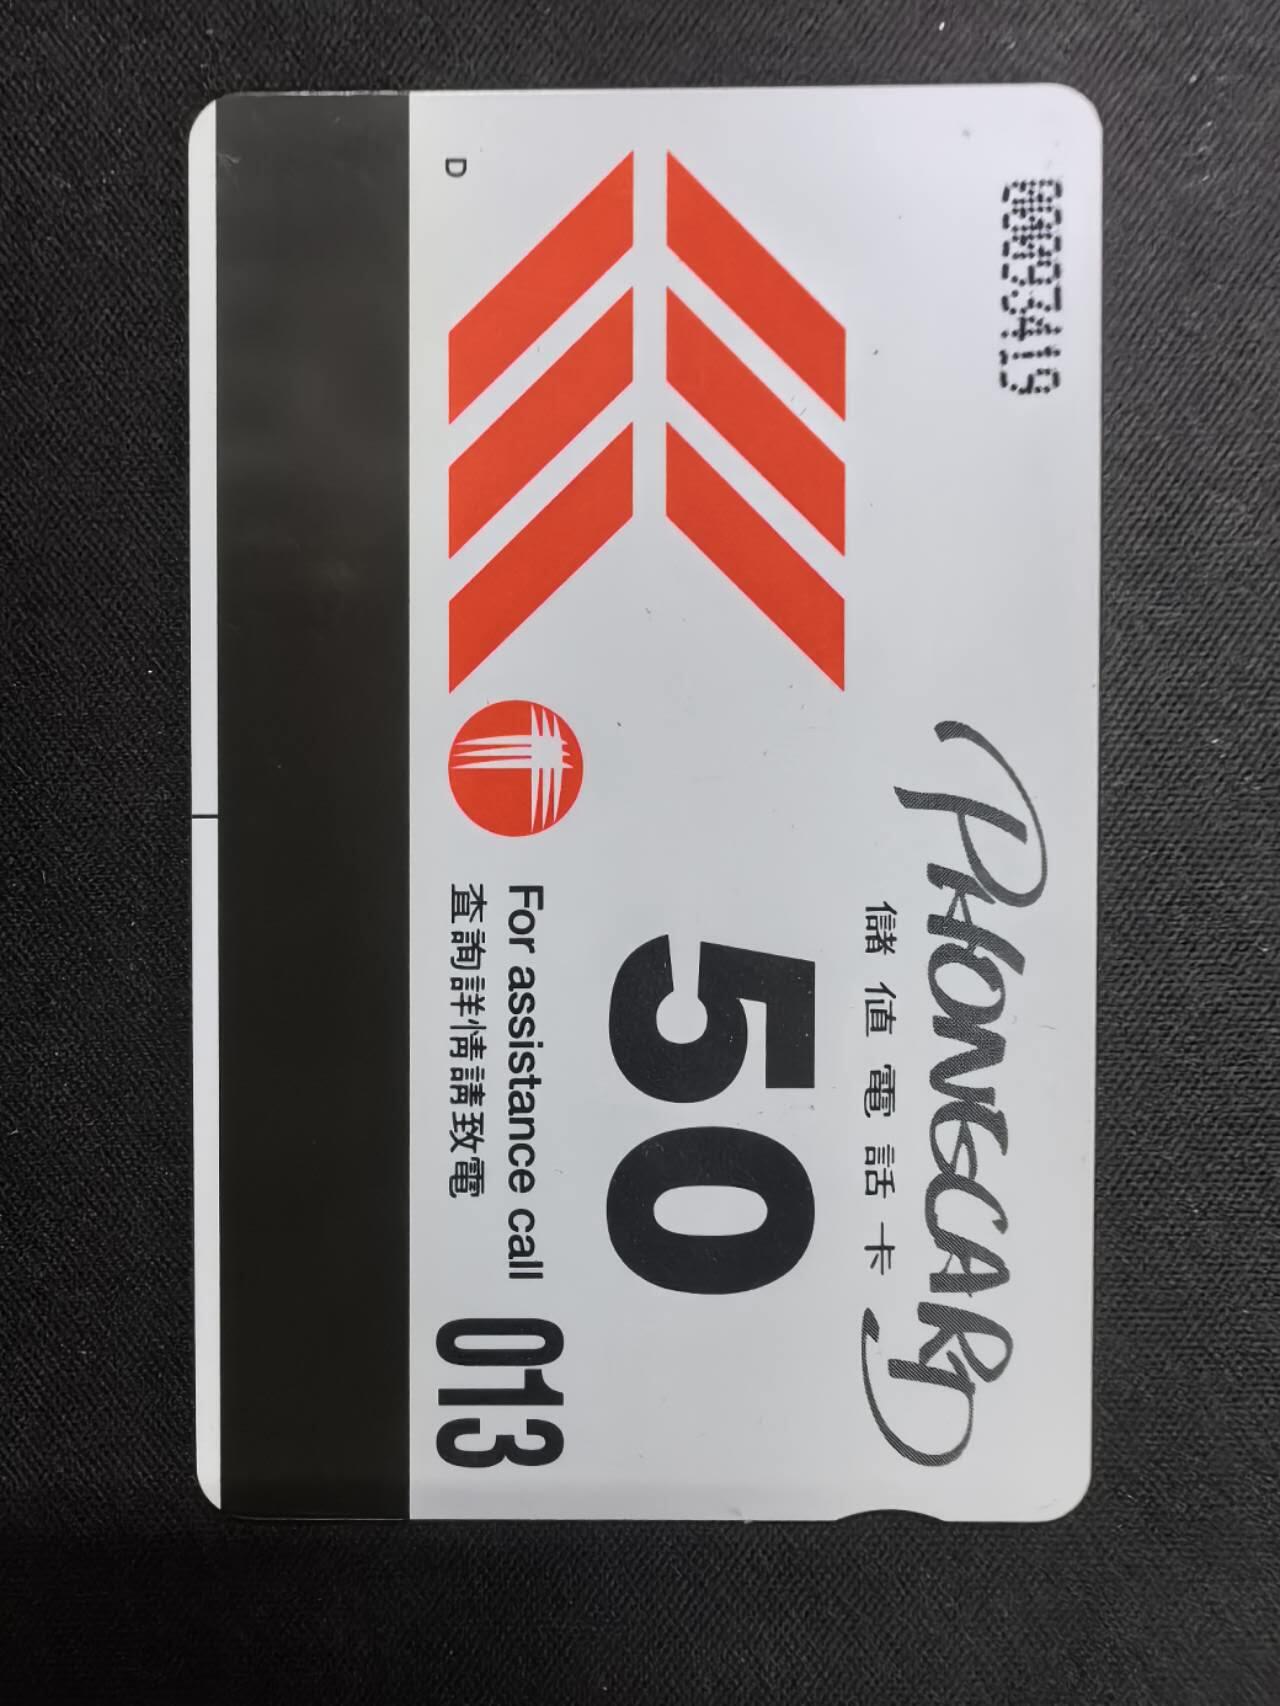 PHONECARD
儲值電話卡
50
For assistance call 013
查詢詳情請致電
D